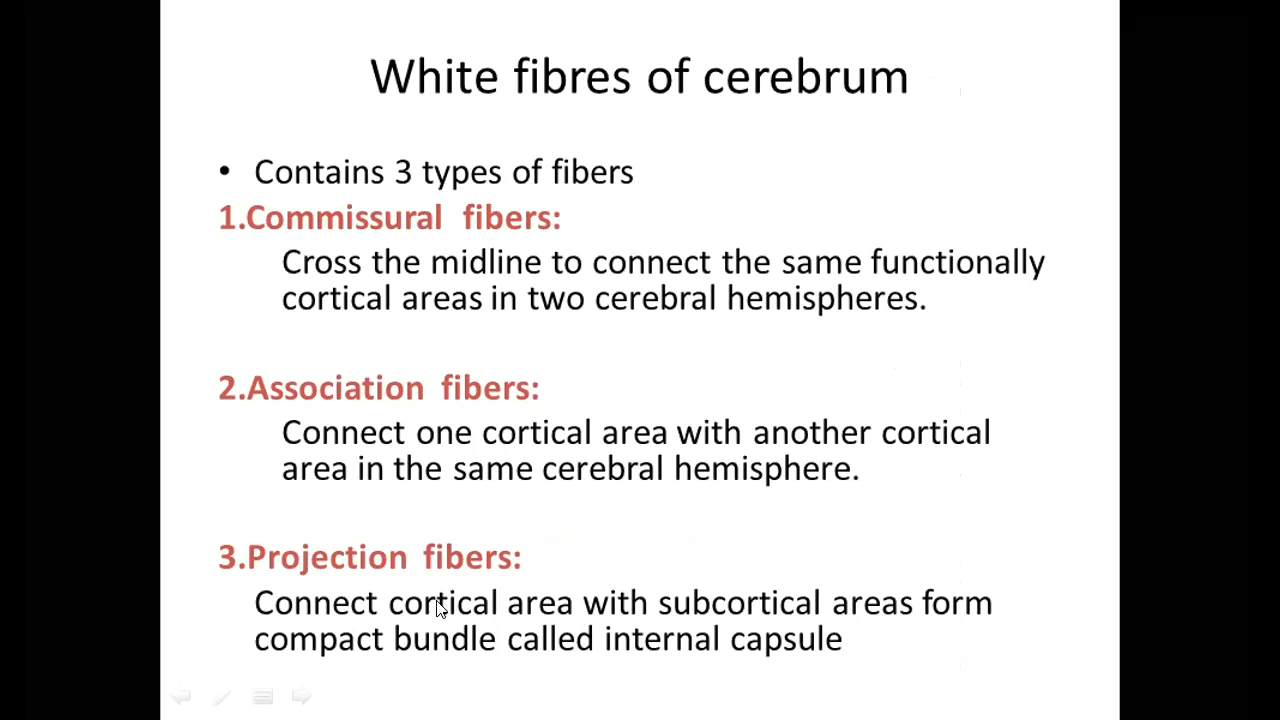 White fibres of cerebrum
• Contains 3 types of fibers
1.Commissural fibers:
Cross the midline to connect the same functionally
cortical areas in two cerebral hemispheres.
2.Association fibers:
Connect one cortical area with another cortical
area in the same cerebral hemisphere.
3.Projection fibers:
Connect cortical area with subcortical areas form
compact bundle called internal capsule